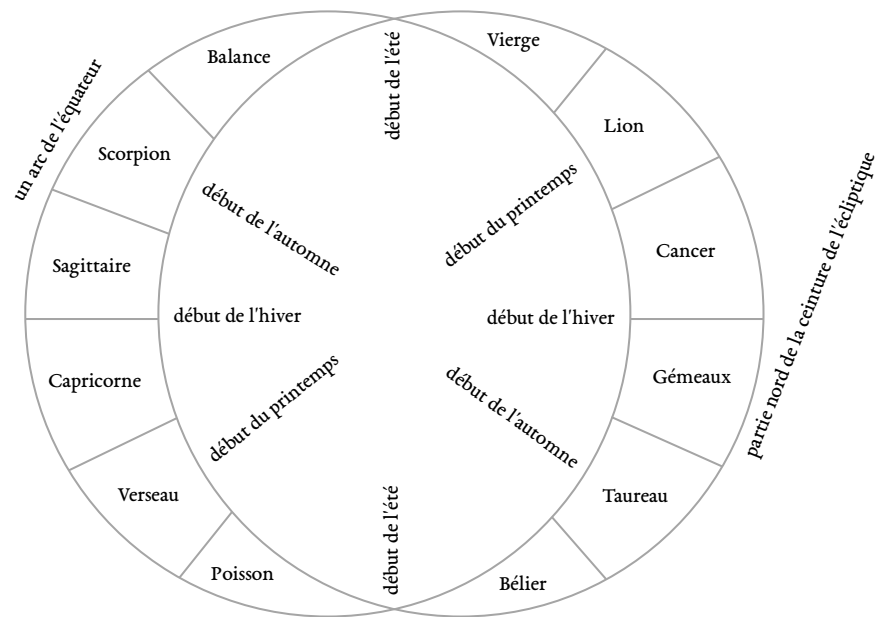 Balance
début de l'été
Vierge
un arc de l'équateur
Scorpion
Lion
début de l'automne
début du printemps
Sagittaire
Cancer
partie nord de la ceinture de l'écliptique
début de l'hiver
début de l'hiver
Capricorne
Gémeaux
début du printemps
début de l'automne
Verseau
Taureau
début de l'été
Poisson
Bélier